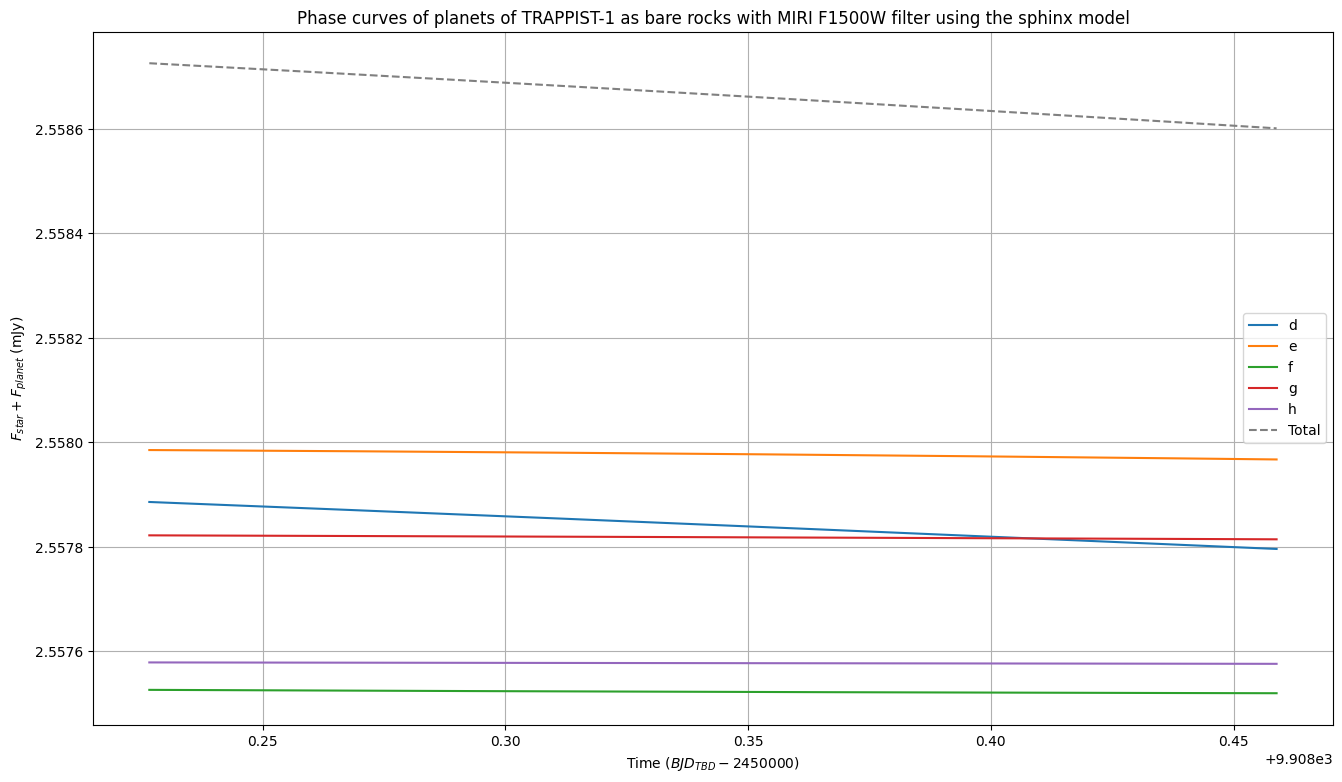 Phase curves of planets of TRAPPIST-1 as bare rocks with MIRI F1500W filter using the sphinx model
2.5586
2.5584
2.5582
2.5580
2.5578
2.5576
F_{star} + F_{planet} (mJy)
d
e
f
g
h
Total
0.25 0.30 0.35 0.40 0.45
+9.908e3
Time (BJD_{TBD} − 2450000)